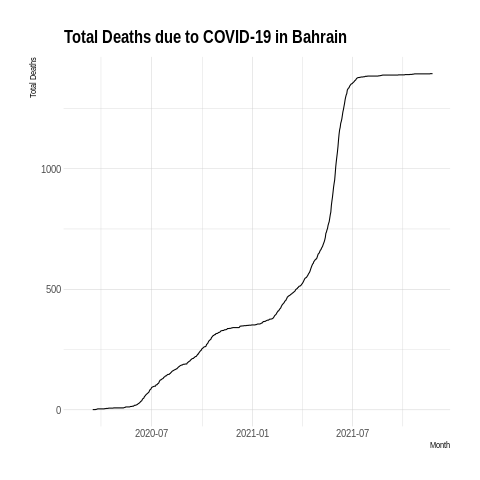 Total Deaths due to COVID-19 in Bahrain
Total Deaths
1000
500
0
2020-07
2021-01
2021-07
Month